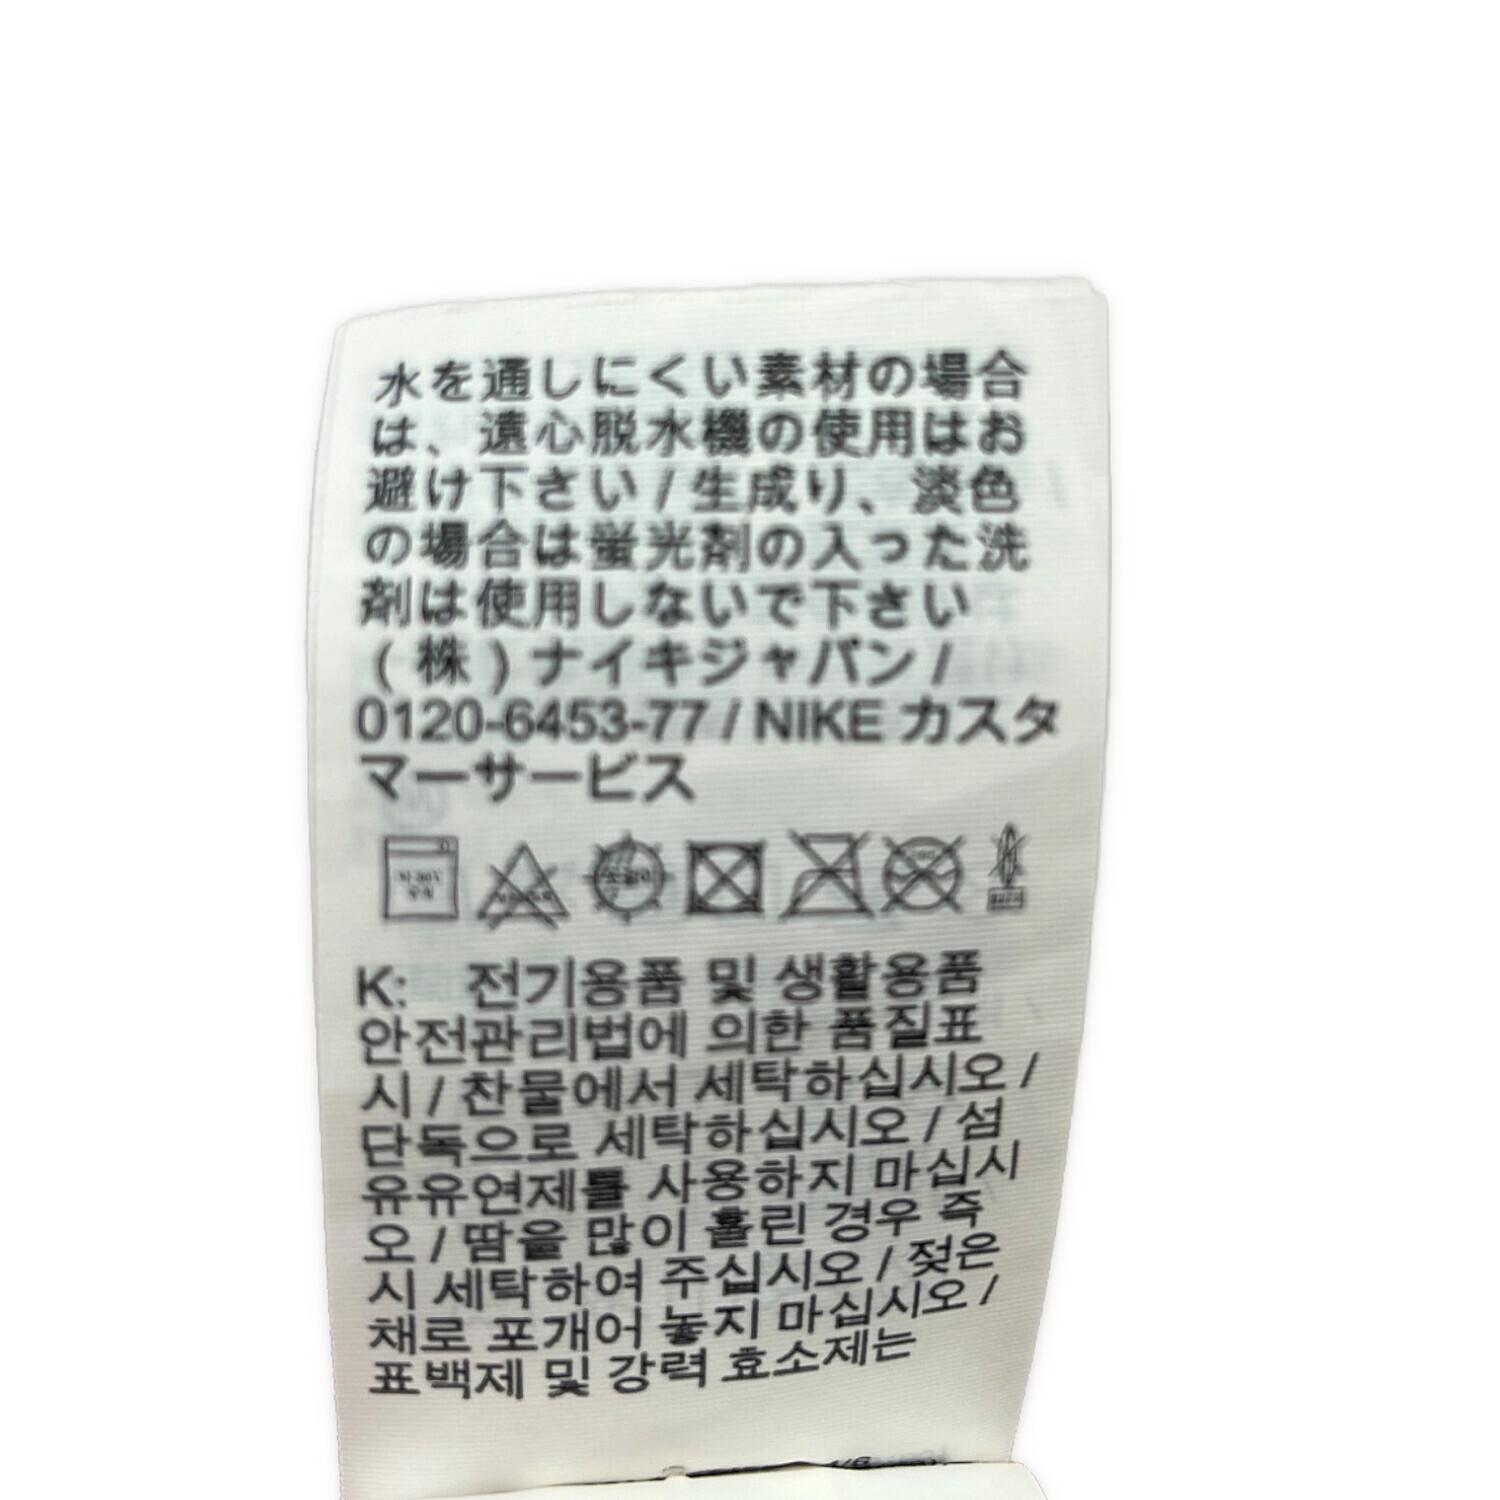 水を通しにくい素材の場合
は、遠心脱水機の使用はお
避け下さい / 生成り、淡色
の場合は蛍光剤の入った洗
剤は使用しないで下さい
(株)ナイキジャパン /
0120-6453-77 / NIKE カスタ
マーサービス
K: 전기용품 및 생활용품
안전관리법에 의한 품질표
시 / 찬물에서 세탁하십시오 /
단독으로 세탁하십시오 / 섬
유유연제를 사용하지 마십시
오 / 땀을 많이 흘린 경우 즉
시 세탁하여 주십시오 / 젖은
채로 포개어 놓지 마십시오 /
표백제 및 강력 효소제는